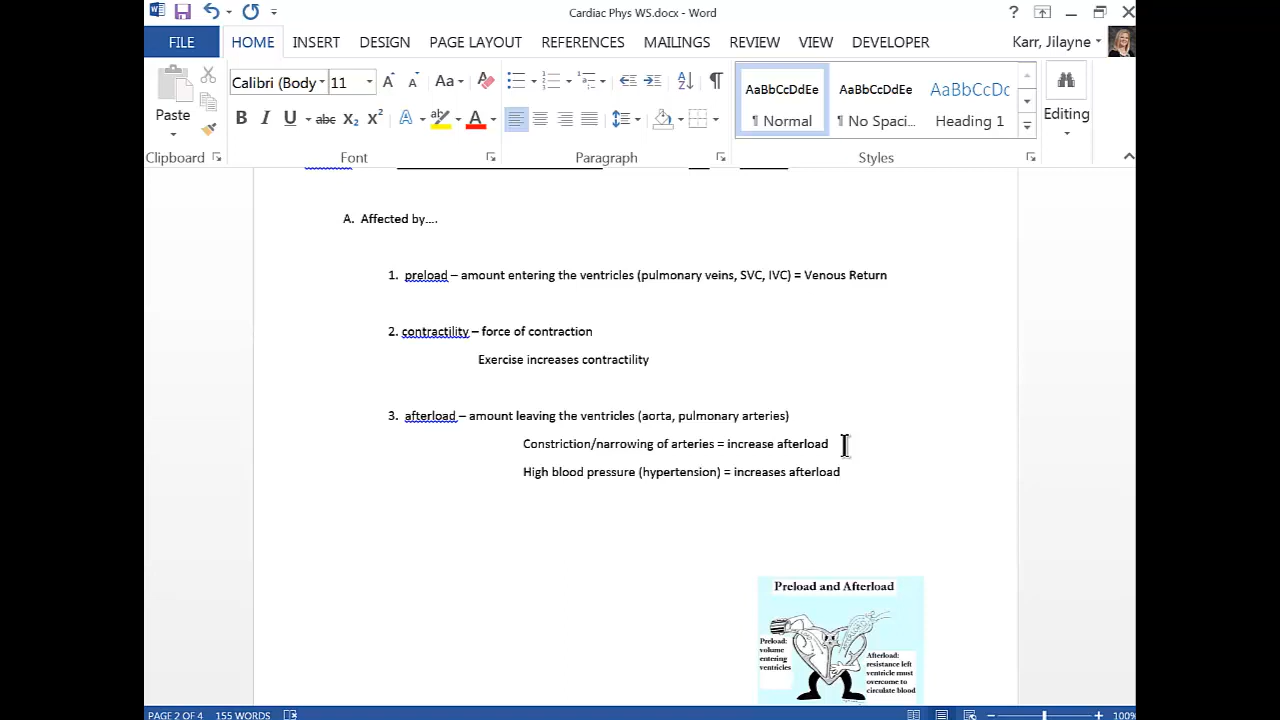 Cardiac Phys WS.docx - Word
?
FILE HOME INSERT DESIGN PAGE LAYOUT REFERENCES MAILINGS REVIEW VIEW DEVELOPER Karr, Jilayne
Calibri (Body 11 A A Aa
AaBbCcDdEe AaBbCcDdEe AaBbCcDc
Paste
B I U abc X2 X2 A ab A
¶ Normal ¶ No Spaci... Heading 1
Editing
Clipboard Font Paragraph Styles
A. Affected by....
1. preload – amount entering the ventricles (pulmonary veins, SVC, IVC) = Venous Return
2. contractility – force of contraction
Exercise increases contractility
3. afterload – amount leaving the ventricles (aorta, pulmonary arteries)
Constriction/narrowing of arteries = increase afterload
High blood pressure (hypertension) = increases afterload
Preload and Afterload
Preload:
volume
entering
ventricles
Afterload:
resistance left
ventricle must
overcome to
circulate blood
PAGE 2 OF 4 155 WORDS 100%